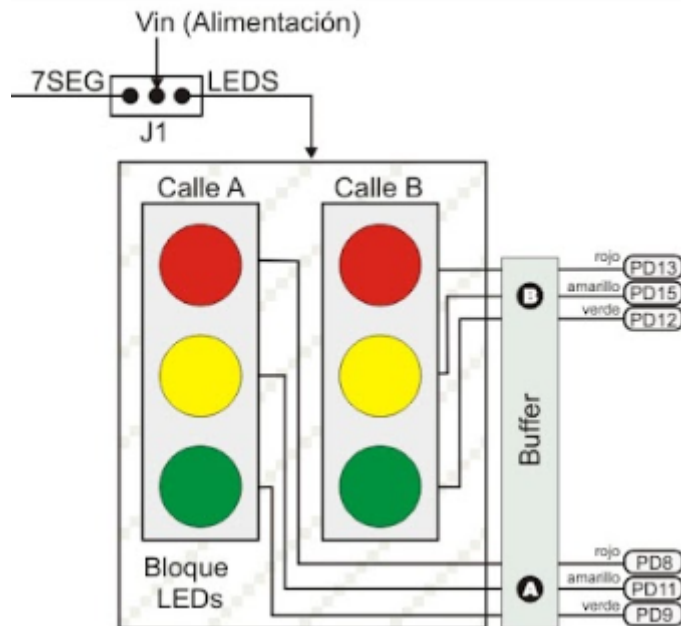 Vin (Alimentación)
7SEG
LEDS
J1
Calle A
Calle B
rojo
PD13
amarillo
PD15
verde
PD12
B
Buffer
Bloque
LEDs
A
rojo
PD8
amarillo
PD11
verde
PD9